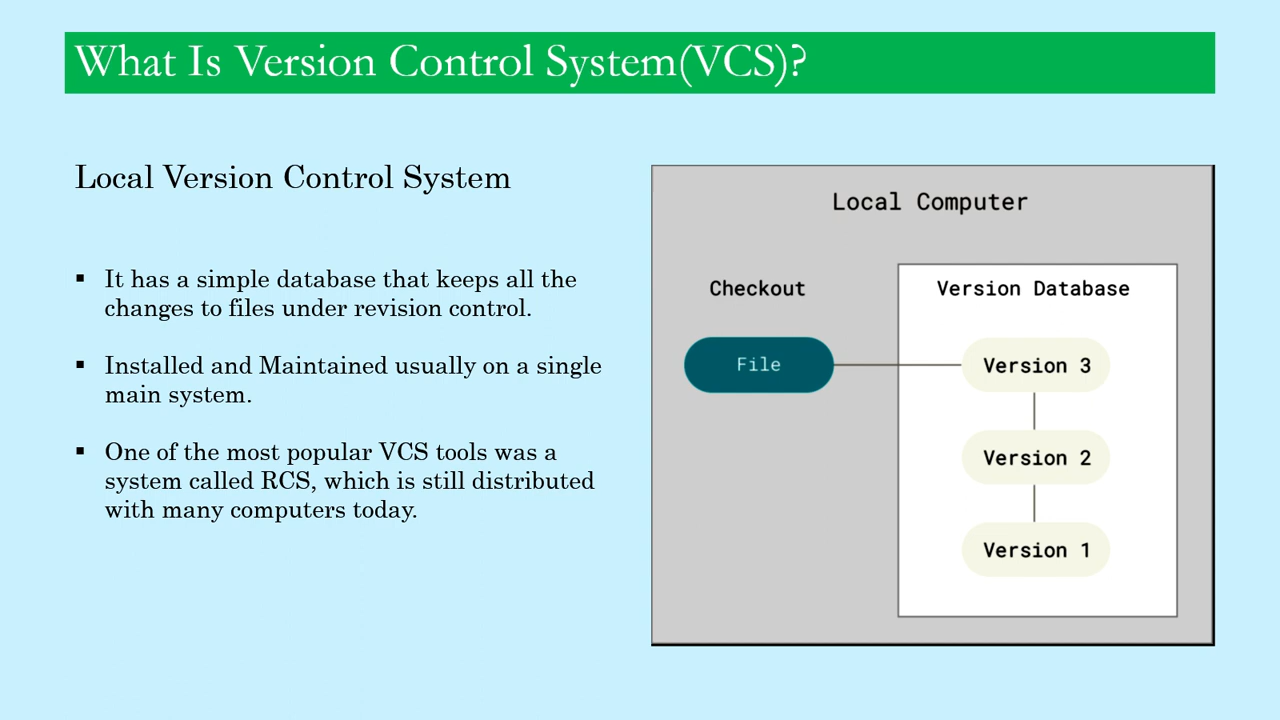 What Is Version Control System(VCS)?
Local Version Control System
▪ It has a simple database that keeps all the
changes to files under revision control.
▪ Installed and Maintained usually on a single
main system.
▪ One of the most popular VCS tools was a
system called RCS, which is still distributed
with many computers today.
Local Computer
Checkout
Version Database
File
Version 3
Version 2
Version 1